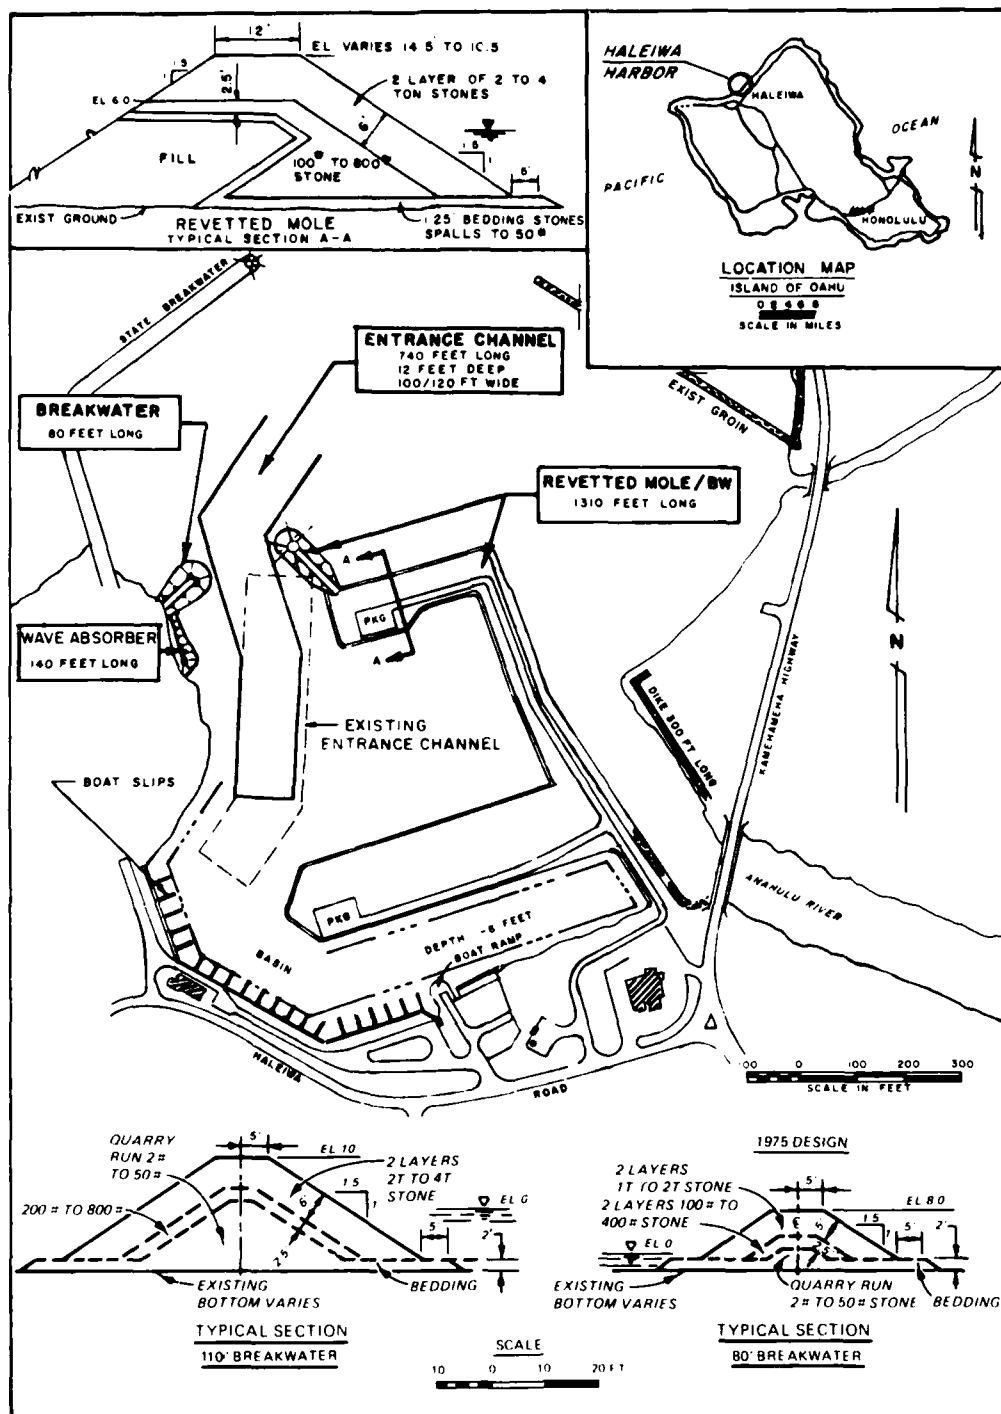 12'
EL VARIES 14.5' TO 10.5
1.5
1
2.5'
2 LAYER OF 2 TO 4
TON STONES
EL 6.0
6'
FILL
100# TO 800#
STONE
1.5
1
6'
EXIST GROUND
REVETTED MOLE
TYPICAL SECTION A-A
1.25' BEDDING STONES
SPALLS TO 50#
HALEIWA
HARBOR
HALEIWA
OCEAN
PACIFIC
HONOLULU
N
LOCATION MAP
ISLAND OF OAHU
0 2 4 6 8
SCALE IN MILES
STATE BREAKWATER
ENTRANCE CHANNEL
740 FEET LONG
12 FEET DEEP
100/120 FT WIDE
BREAKWATER
80 FEET LONG
EXIST GROIN
REVETTED MOLE/BW
1310 FEET LONG
A
PKG
A
WAVE ABSORBER
140 FEET LONG
N
KAMEHAMEHA HIGHWAY
DIKE 300 FT LONG
EXISTING
ENTRANCE CHANNEL
BOAT SLIPS
ANAHULU RIVER
PKG
DEPTH -6 FEET
BOAT RAMP
BASIN
HALEIWA
ROAD
100 0 100 200 300
SCALE IN FEET
QUARRY
RUN 2#
TO 50#
5'
EL 10
2 LAYERS
2T TO 4T
STONE
1.5
1
6'
2.5'
200# TO 800#
EL 0
5'
2'
EXISTING
BOTTOM VARIES
BEDDING
TYPICAL SECTION
110' BREAKWATER
SCALE
10 0 10 20 FT
1975 DESIGN
2 LAYERS
1T TO 2T STONE
2 LAYERS 100# TO
400# STONE
5'
EL 8.0
1.5
1
5'
5'
2'
EL 0
EXISTING
BOTTOM VARIES
QUARRY RUN
2# TO 50# STONE
BEDDING
TYPICAL SECTION
80' BREAKWATER